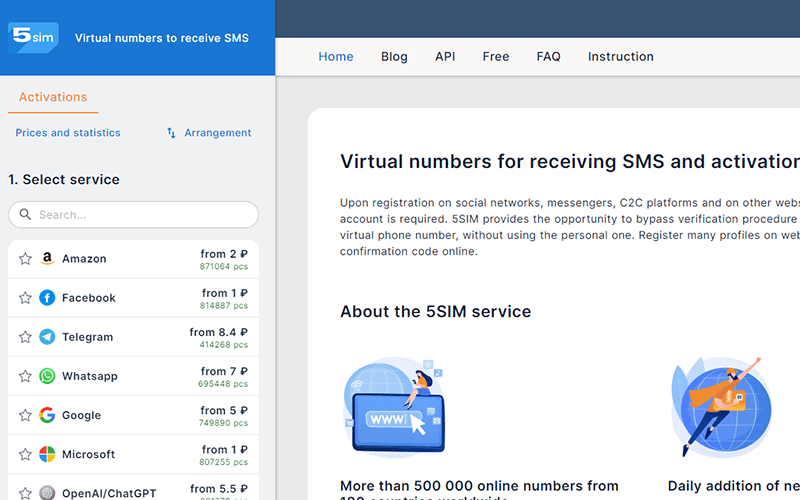 5sim
Virtual numbers to receive SMS
Home Blog API Free FAQ Instruction
Activations
Prices and statistics Arrangement
1. Select service
Search...
Amazon from 2 ₽
871064 pcs
Facebook from 1 ₽
814887 pcs
Telegram from 8.4 ₽
414268 pcs
Whatsapp from 7 ₽
695448 pcs
Google from 5 ₽
749890 pcs
Microsoft from 1 ₽
807255 pcs
OpenAI/ChatGPT from 5.5 ₽
Virtual numbers for receiving SMS and
Upon registration on social networks, messengers, C2C platforms and on other
account is required. 5SIM provides the opportunity to bypass verification procedure
virtual phone number, without using the personal one. Register many profiles on
confirmation code online.
About the 5SIM service
WWW
More than 500 000 online numbers from
100 countries worldwide
Daily addition of